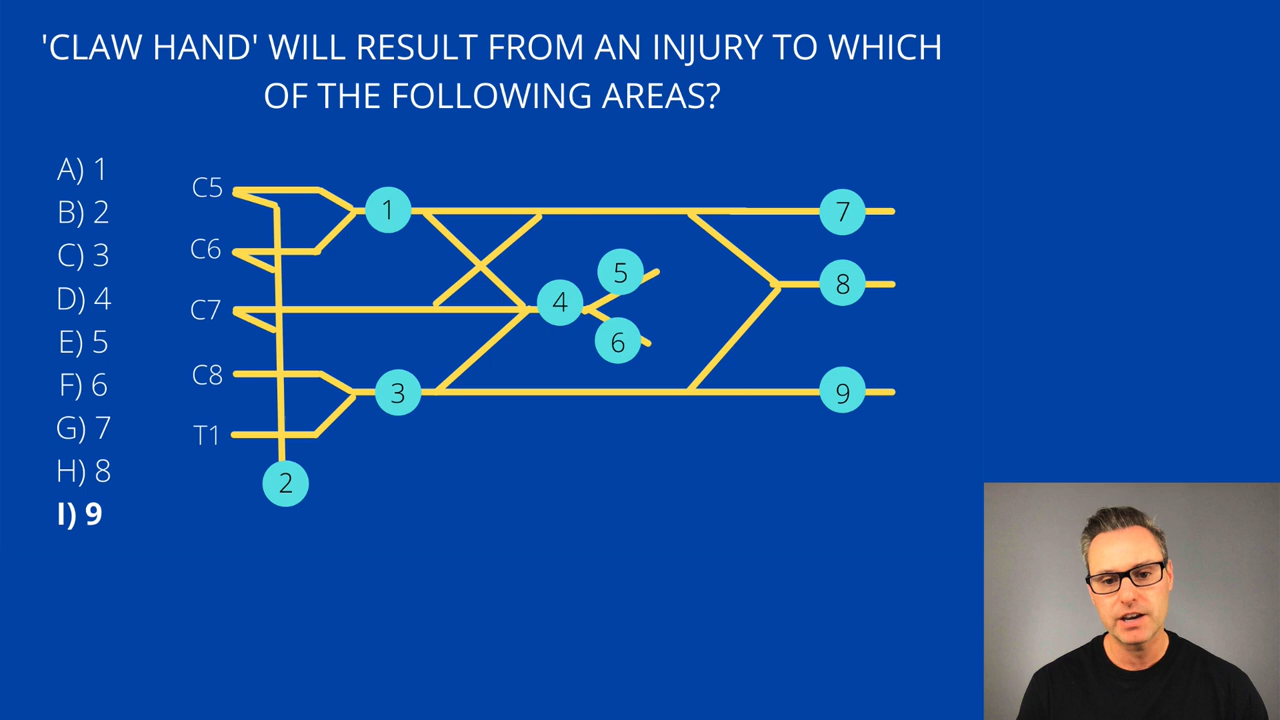 'CLAW HAND' WILL RESULT FROM AN INJURY TO WHICH
OF THE FOLLOWING AREAS?
A) 1
B) 2
C) 3
D) 4
E) 5
F) 6
G) 7
H) 8
I) 9
C5
C6
C7
C8
T1
1
2
3
4
5
6
7
8
9